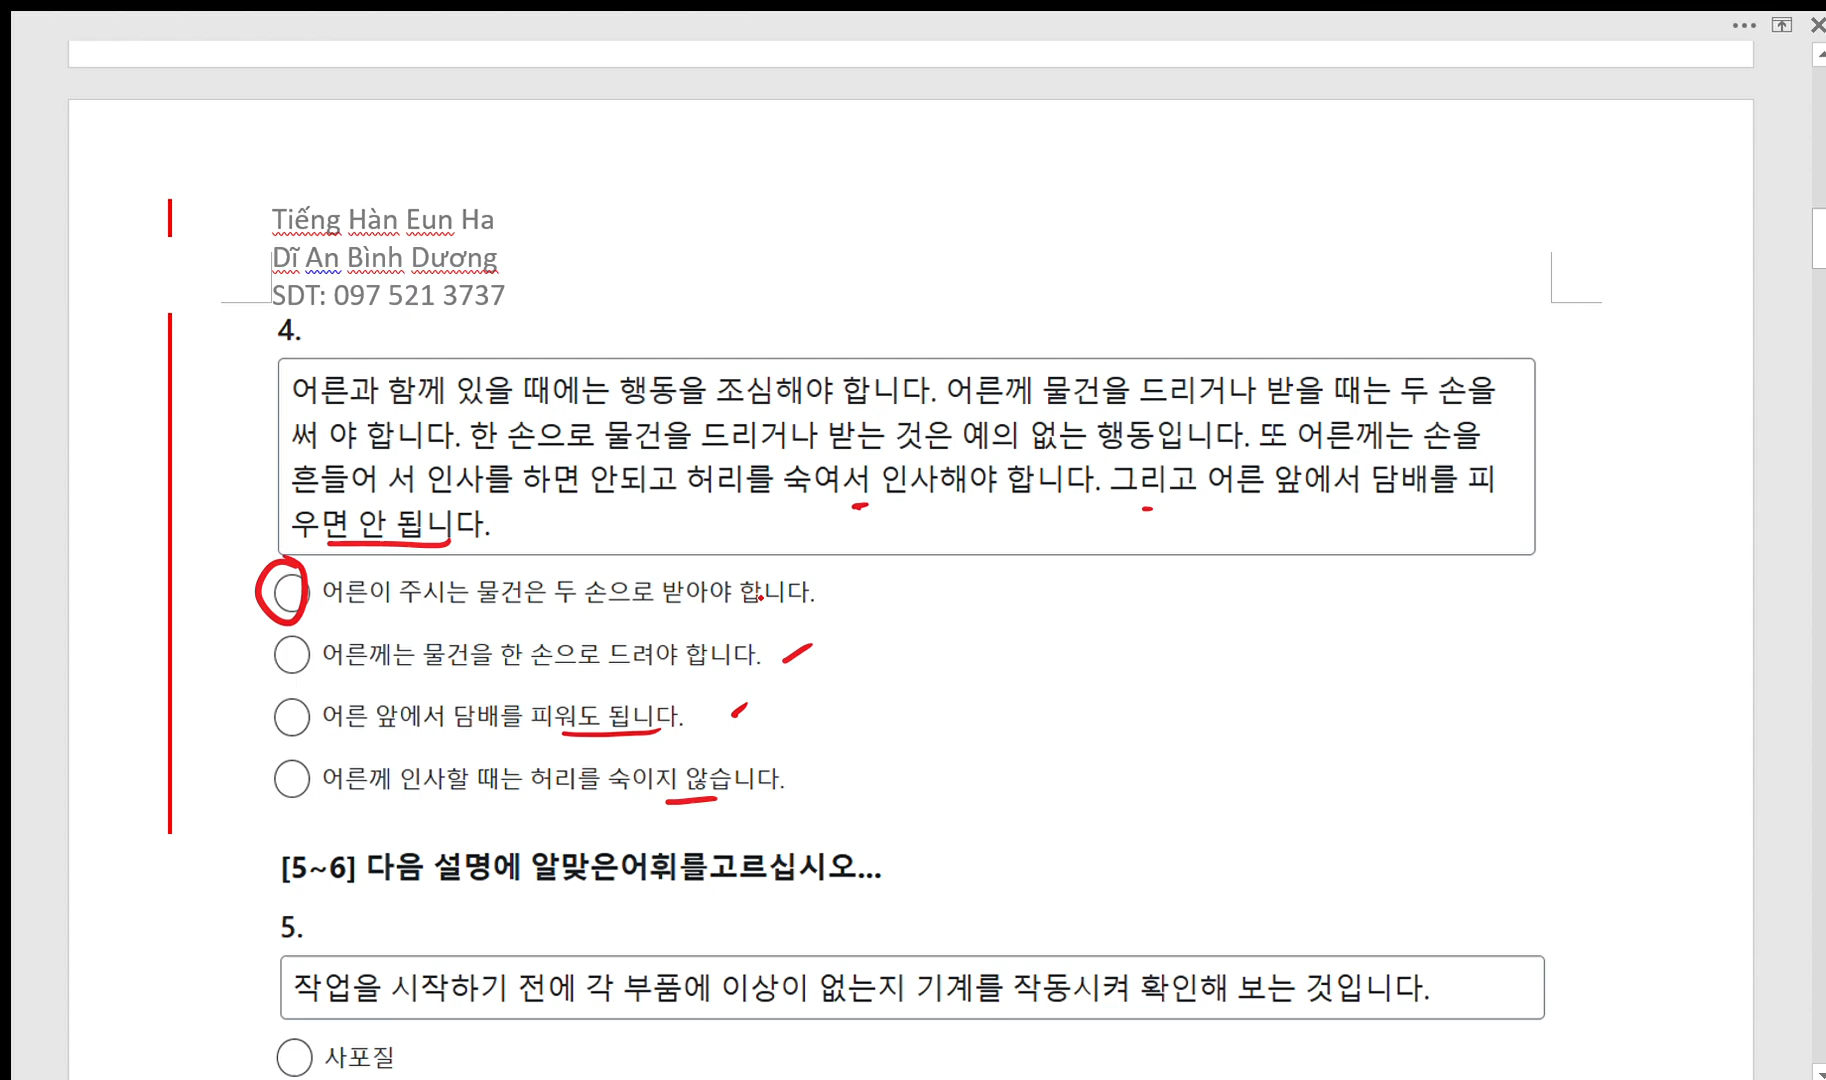 Tiếng Hàn Eun Ha
Dĩ An Bình Dương
SDT: 097 521 3737
4.
어른과 함께 있을 때에는 행동을 조심해야 합니다. 어른께 물건을 드리거나 받을 때는 두 손을
써 야 합니다. 한 손으로 물건을 드리거나 받는 것은 예의 없는 행동입니다. 또 어른께는 손을
흔들어 서 인사를 하면 안되고 허리를 숙여서 인사해야 합니다. 그리고 어른 앞에서 담배를 피
우면 안 됩니다.
어른이 주시는 물건은 두 손으로 받아야 합니다.
어른께는 물건을 한 손으로 드려야 합니다.
어른 앞에서 담배를 피워도 됩니다.
어른께 인사할 때는 허리를 숙이지 않습니다.
[5~6] 다음 설명에 알맞은어휘를고르십시오...
5.
작업을 시작하기 전에 각 부품에 이상이 없는지 기계를 작동시켜 확인해 보는 것입니다.
사포질